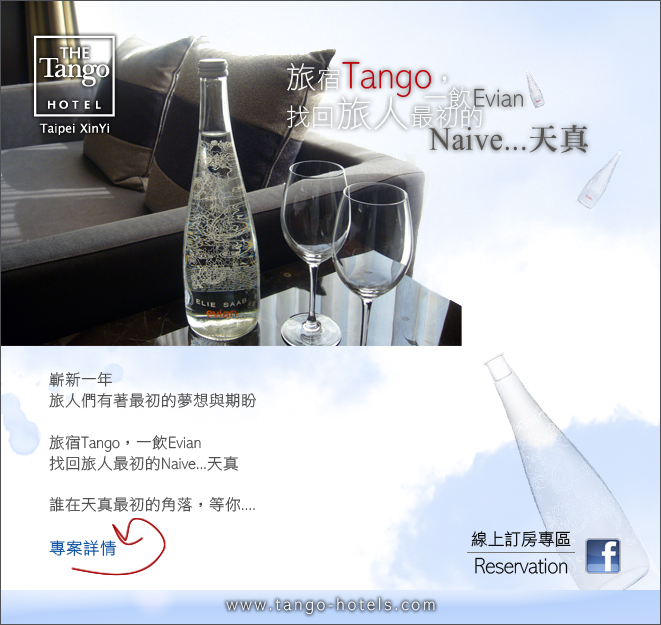 THE
Tango
HOTEL
Taipei XinYi
旅宿Tango，
一飲Evian
找回旅人最初的
Naive...天真
ELIE SAAB
evian
嶄新一年
旅人們有著最初的夢想與期盼
旅宿Tango，一飲Evian
找回旅人最初的Naive...天真
誰在天真最初的角落，等你....
專案詳情
線上訂房專區
Reservation
f
www.tango-hotels.com